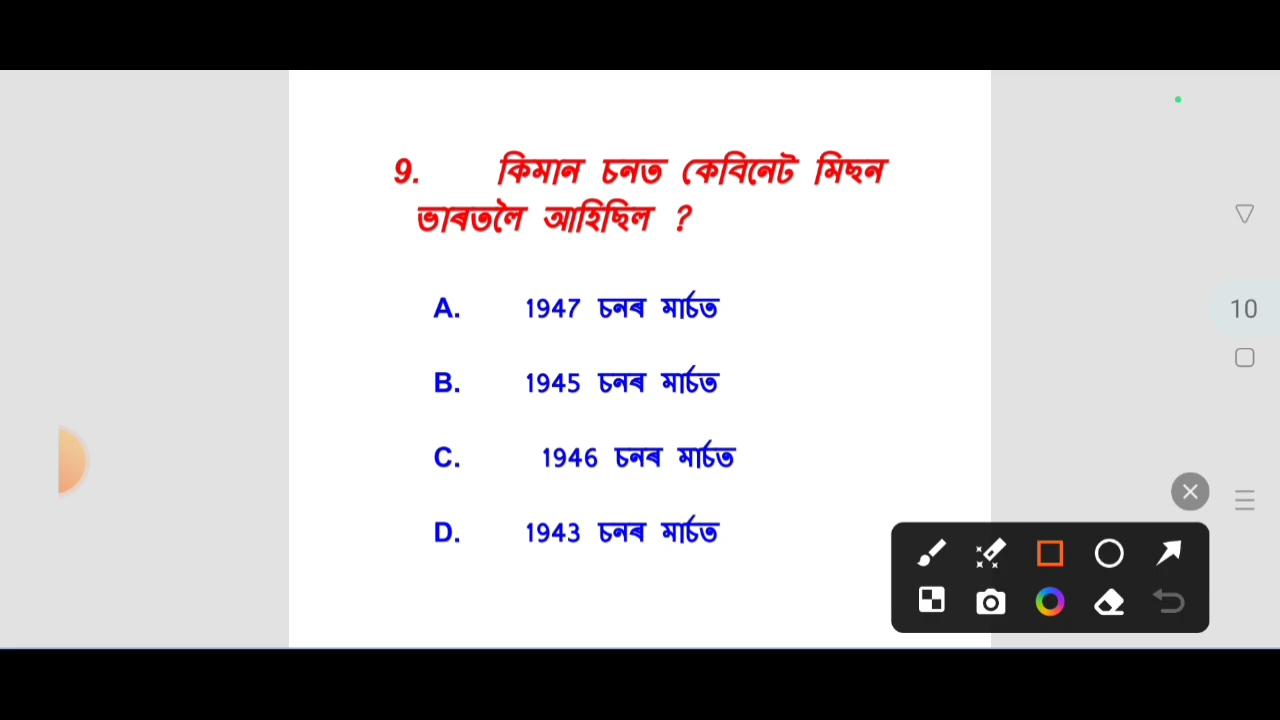 9. কিমান চনত কেবিনেট মিছন
ভাৰতলৈ আহিছিল ?
A. 1947 চনৰ মাৰ্চত
B. 1945 চনৰ মাৰ্চত
C. 1946 চনৰ মাৰ্চত
D. 1943 চনৰ মাৰ্চত
10